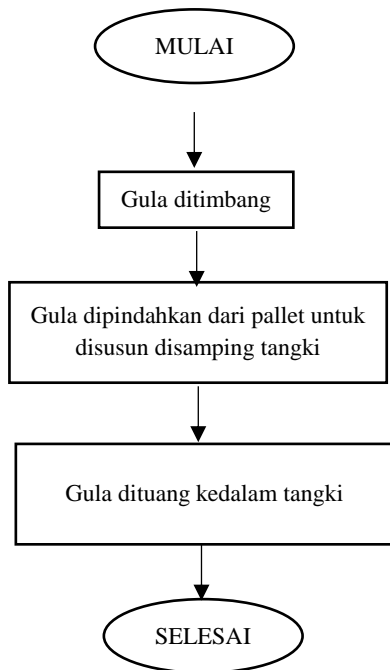 MULAI
Gula ditimbang
Gula dipindahkan dari pallet untuk
disusun disamping tangki
Gula dituang kedalam tangki
SELESAI